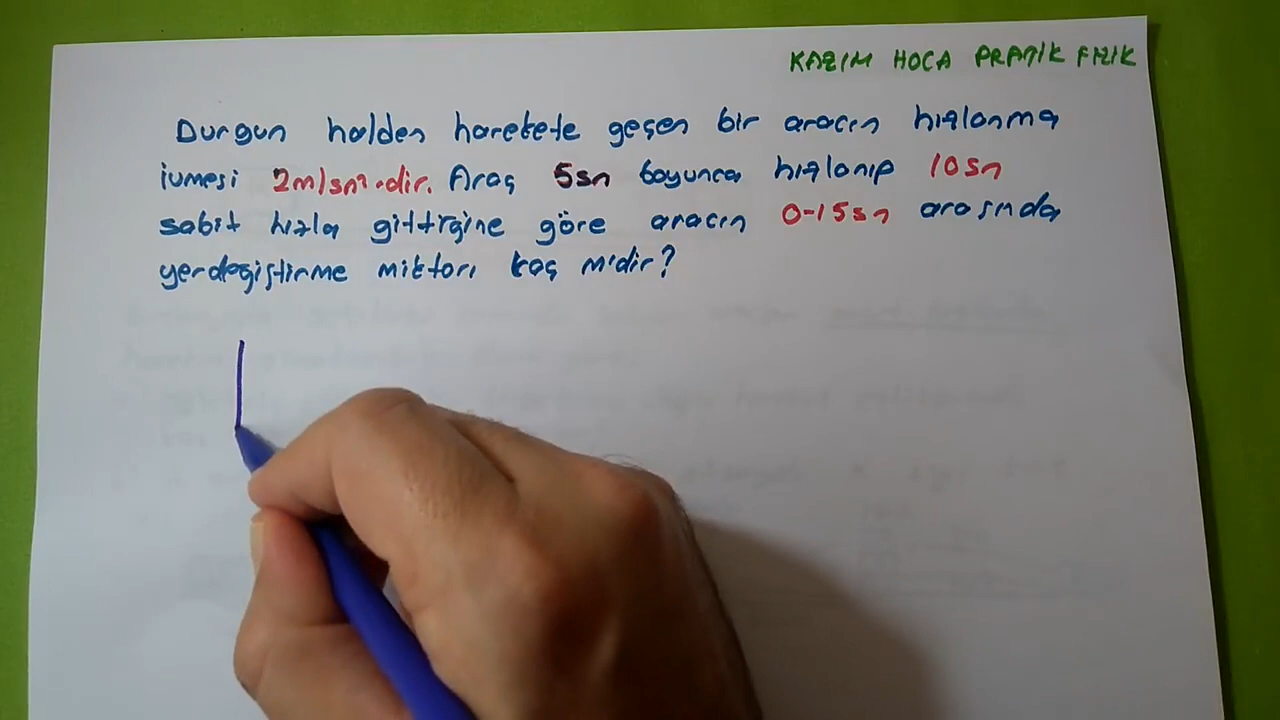 KAZIM HOCA PRATİK FİZİK
Durgun halden harekete geçen bir aracın hızlanma
ivmesi 2m/sn² dir. Araç 5sn boyunca hızlanıp 10sn
sabit hızla gittiğine göre aracın 0-15sn arasında
yerdeğiştirme miktarı kaç m'dir?